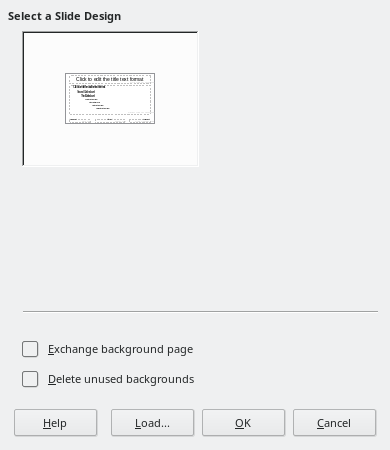 Select a Slide Design
Click to edit the title text format
Exchange background page
Delete unused backgrounds
Help
Load...
OK
Cancel